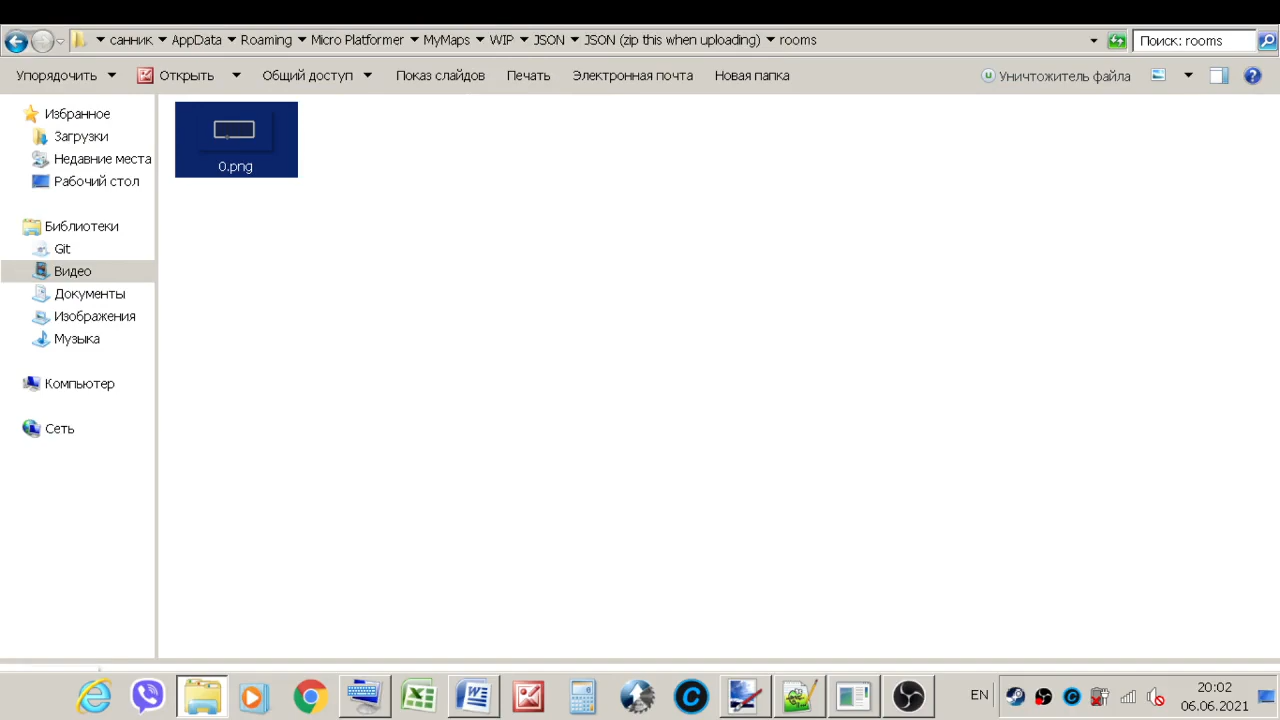 санник AppData Roaming Micro Platformer MyMaps WIP JSON JSON (zip this when uploading) rooms Поиск: rooms
Упорядочить Открыть Общий доступ Показ слайдов Печать Электронная почта Новая папка Уничтожитель файла
0.png
Избранное
Загрузки
Недавние места
Рабочий стол
Библиотеки
Git
Видео
Документы
Изображения
Музыка
Компьютер
Сеть
EN
20:02
06.06.2021